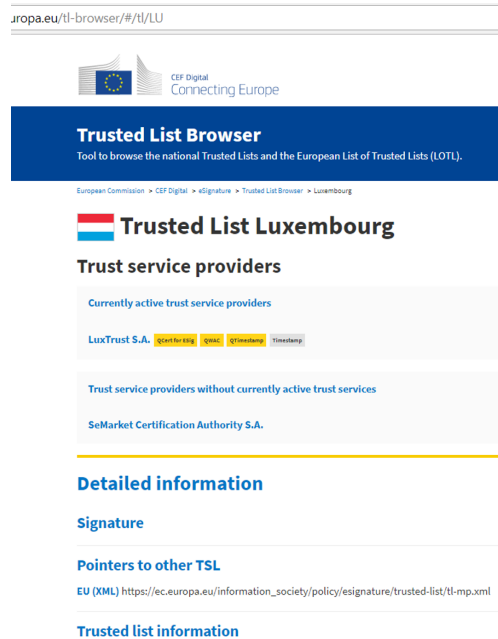 uropa.eu/tl-browser/#/tl/LU
CEF Digital
Connecting Europe
Trusted List Browser
Tool to browse the national Trusted Lists and the European List of Trusted Lists (LOTL).
European Commission > CEF Digital > eSignature > Trusted List Browser > Luxembourg
Trusted List Luxembourg
Trust service providers
Currently active trust service providers
LuxTrust S.A. QCert for ESig QWAC QTimestamp Timestamp
Trust service providers without currently active trust services
SeMarket Certification Authority S.A.
Detailed information
Signature
Pointers to other TSL
EU (XML) https://ec.europa.eu/information_society/policy/esignature/trusted-list/tl-mp.xml
Trusted list information